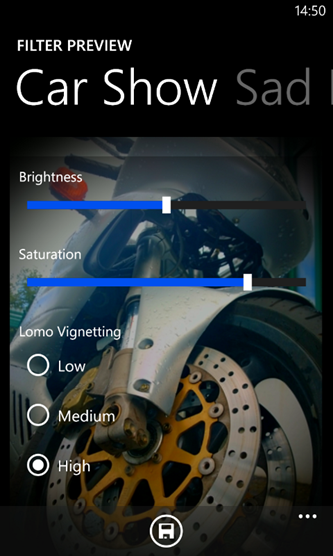 14:50
FILTER PREVIEW
Car Show Sad
Brightness
Saturation
Lomo Vignetting
Low
Medium
High